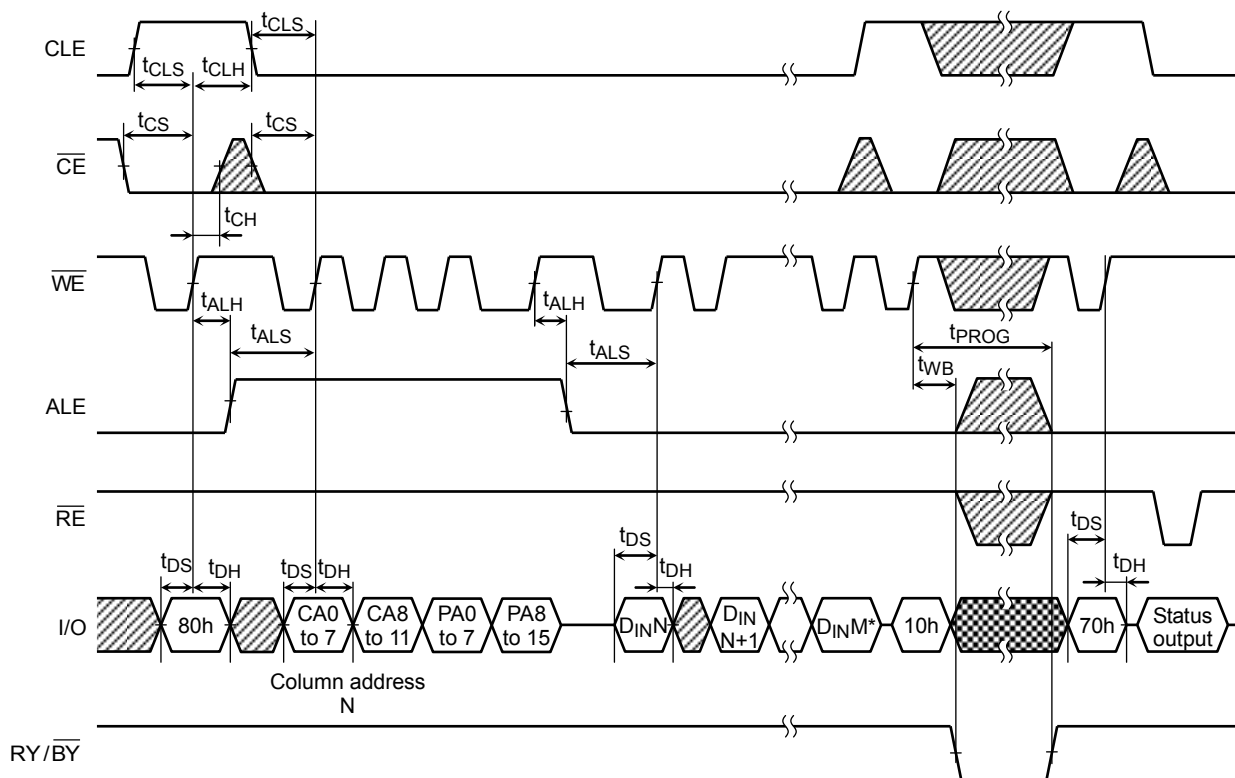 CLE
tCLS
tCLS
tCLH
CE
tCS
tCS
tCH
WE
tALH
tALS
tALH
tALS
tPROG
tWB
ALE
RE
tDS
tDH
tDS
tDH
tDS
tDH
tDS
tDH
I/O
80h
CA0
to 7
CA8
to 11
PA0
to 7
PA8
to 15
DINN
DIN
N+1
DINM*
10h
70h
Status
output
Column address
N
RY/BY